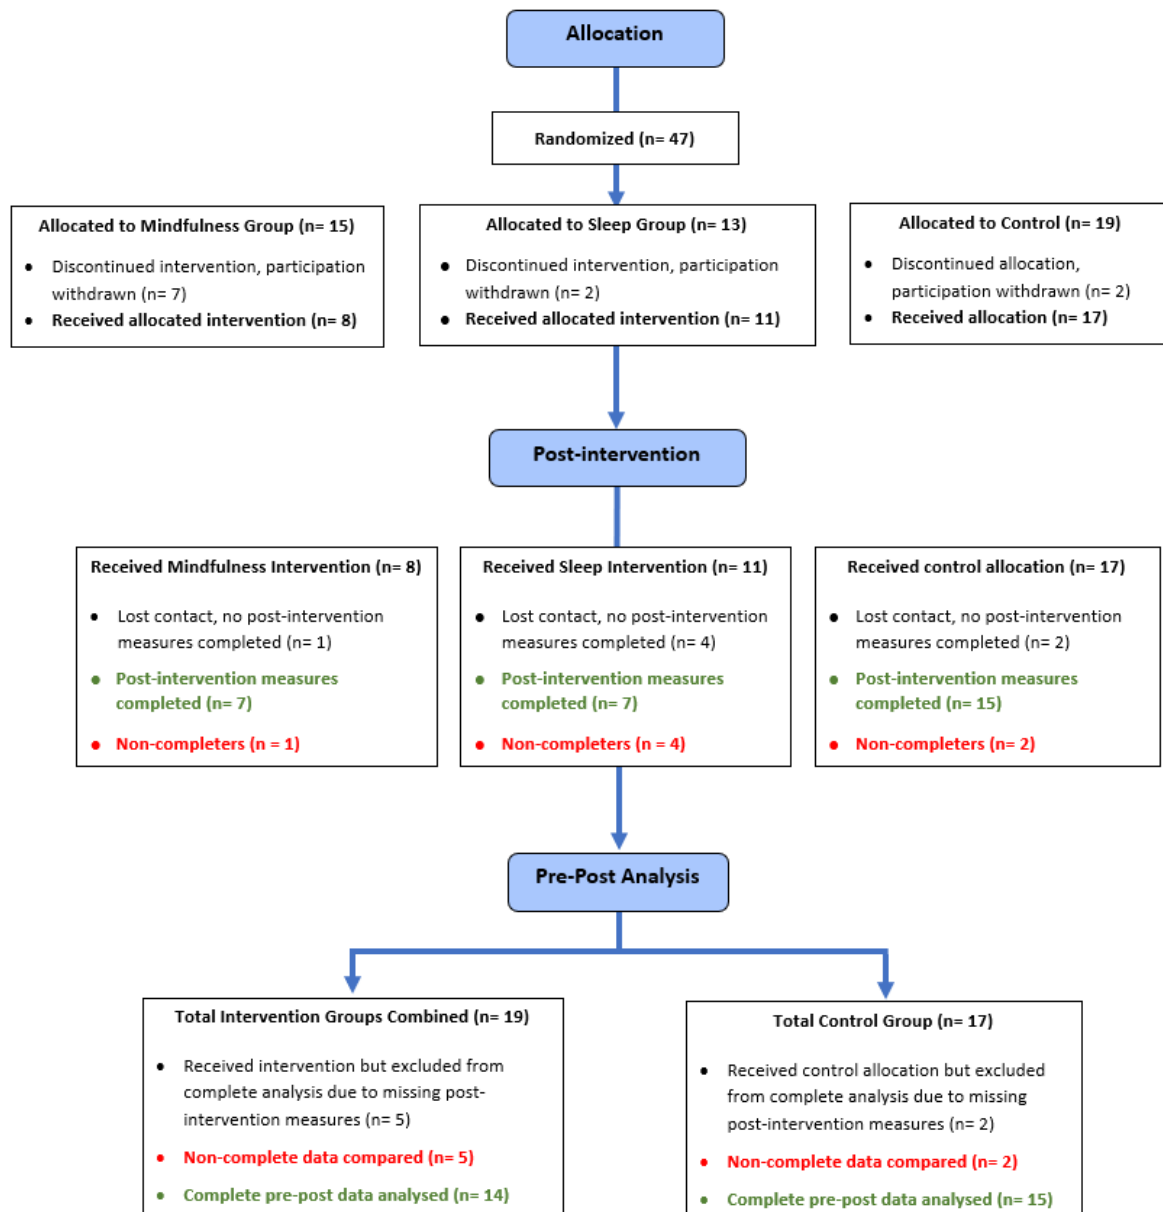 Allocation
Randomized (n= 47)
Allocated to Mindfulness Group (n= 15)
● Discontinued intervention, participation
withdrawn (n= 7)
● Received allocated intervention (n= 8)
Allocated to Sleep Group (n= 13)
● Discontinued intervention, participation
withdrawn (n= 2)
● Received allocated intervention (n= 11)
Allocated to Control (n= 19)
● Discontinued allocation,
participation withdrawn (n= 2)
● Received allocation (n= 17)
Post-intervention
Received Mindfulness Intervention (n= 8)
● Lost contact, no post-intervention
measures completed (n= 1)
● Post-intervention measures
completed (n= 7)
● Non-completers (n = 1)
Received Sleep Intervention (n= 11)
● Lost contact, no post-intervention
measures completed (n= 4)
● Post-intervention measures
completed (n= 7)
● Non-completers (n = 4)
Received control allocation (n= 17)
● Lost contact, no post-intervention
measures completed (n= 2)
● Post-intervention measures
completed (n= 15)
● Non-completers (n= 2)
Pre-Post Analysis
Total Intervention Groups Combined (n= 19)
● Received intervention but excluded from
complete analysis due to missing post-
intervention measures (n= 5)
● Non-complete data compared (n= 5)
● Complete pre-post data analysed (n= 14)
Total Control Group (n= 17)
● Received control allocation but excluded
from complete analysis due to missing
post-intervention measures (n= 2)
● Non-complete data compared (n= 2)
● Complete pre-post data analysed (n= 15)